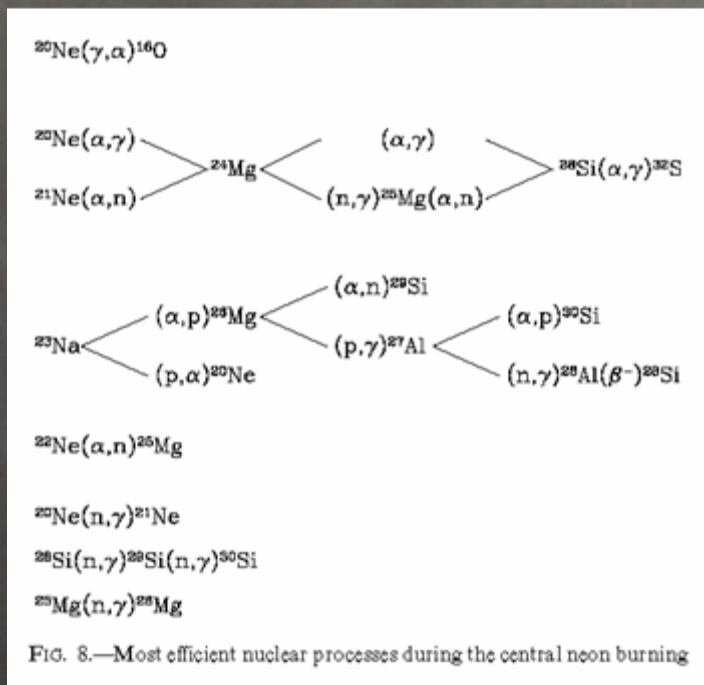 ²⁰Ne(γ,α)¹⁶O
²⁰Ne(α,γ) (α,γ)
²⁴Mg ²⁸Si(α,γ)³²S
²¹Ne(α,n) (n,γ)²⁵Mg(α,n)
(α,n)²⁹Si
(α,p)²⁶Mg (α,p)³⁰Si
²³Na (p,γ)²⁷Al
(p,α)²⁰Ne (n,γ)²⁸Al(β⁻)²⁸Si
²²Ne(α,n)²⁵Mg
²⁰Ne(n,γ)²¹Ne
²⁸Si(n,γ)²⁹Si(n,γ)³⁰Si
²⁵Mg(n,γ)²⁶Mg
FIG. 8.—Most efficient nuclear processes during the central neon burning